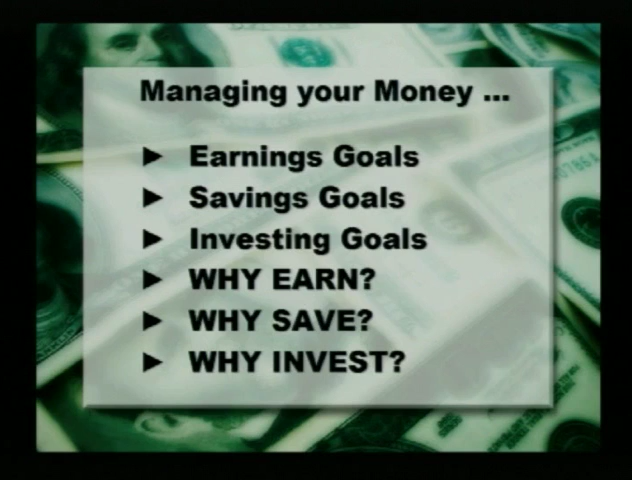 Managing your Money ...
► Earnings Goals
► Savings Goals
► Investing Goals
► WHY EARN?
► WHY SAVE?
► WHY INVEST?